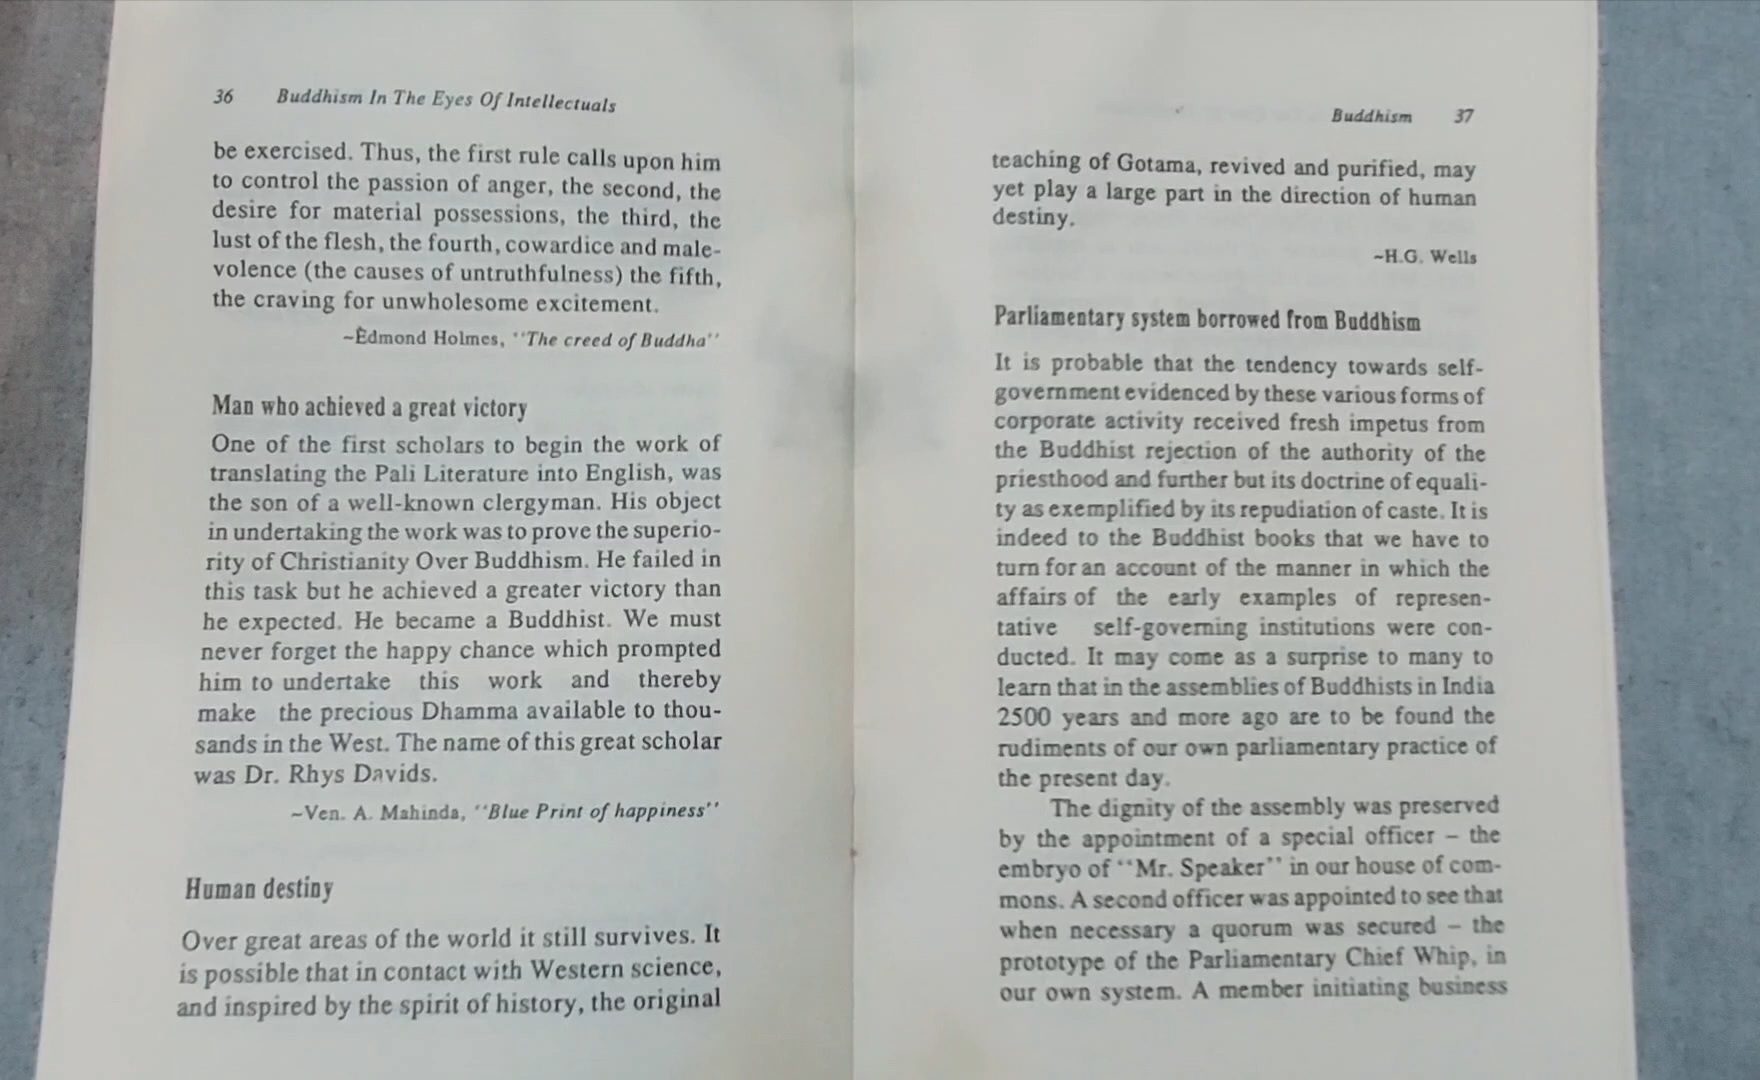 36 Buddhism In The Eyes Of Intellectuals
be exercised. Thus, the first rule calls upon him
to control the passion of anger, the second, the
desire for material possessions, the third, the
lust of the flesh, the fourth, cowardice and male-
volence (the causes of untruthfulness) the fifth,
the craving for unwholesome excitement.
~Edmond Holmes, ''The creed of Buddha''
Man who achieved a great victory
One of the first scholars to begin the work of
translating the Pali Literature into English, was
the son of a well-known clergyman. His object
in undertaking the work was to prove the superio-
rity of Christianity Over Buddhism. He failed in
this task but he achieved a greater victory than
he expected. He became a Buddhist. We must
never forget the happy chance which prompted
him to undertake this work and thereby
make the precious Dhamma available to thou-
sands in the West. The name of this great scholar
was Dr. Rhys Davids.
~Ven. A. Mahinda, ''Blue Print of happiness''
Human destiny
Over great areas of the world it still survives. It
is possible that in contact with Western science,
and inspired by the spirit of history, the original
Buddhism 37
teaching of Gotama, revived and purified, may
yet play a large part in the direction of human
destiny.
~H.G. Wells
Parliamentary system borrowed from Buddhism
It is probable that the tendency towards self-
government evidenced by these various forms of
corporate activity received fresh impetus from
the Buddhist rejection of the authority of the
priesthood and further but its doctrine of equali-
ty as exemplified by its repudiation of caste. It is
indeed to the Buddhist books that we have to
turn for an account of the manner in which the
affairs of the early examples of represen-
tative self-governing institutions were con-
ducted. It may come as a surprise to many to
learn that in the assemblies of Buddhists in India
2500 years and more ago are to be found the
rudiments of our own parliamentary practice of
the present day.
The dignity of the assembly was preserved
by the appointment of a special officer – the
embryo of ''Mr. Speaker'' in our house of com-
mons. A second officer was appointed to see that
when necessary a quorum was secured – the
prototype of the Parliamentary Chief Whip, in
our own system. A member initiating business